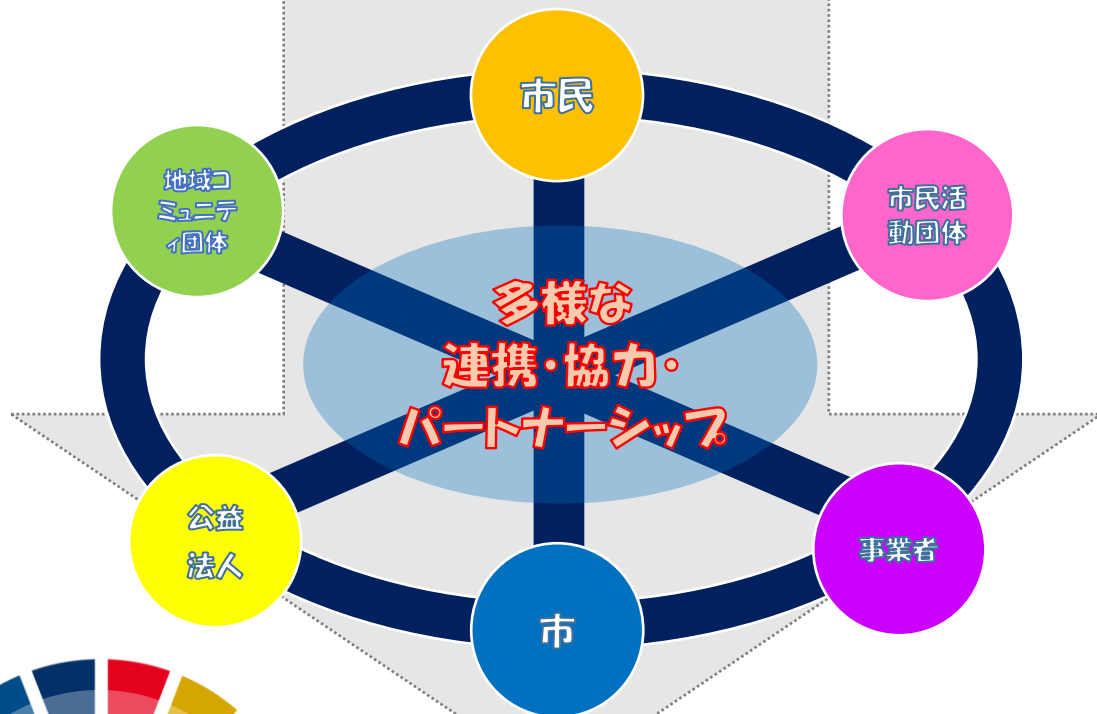 市民
地域コ
ミュニテ
ィ団体
市民活
動団体
多様な
連携・協力・
パートナーシップ
公益
法人
事業者
市